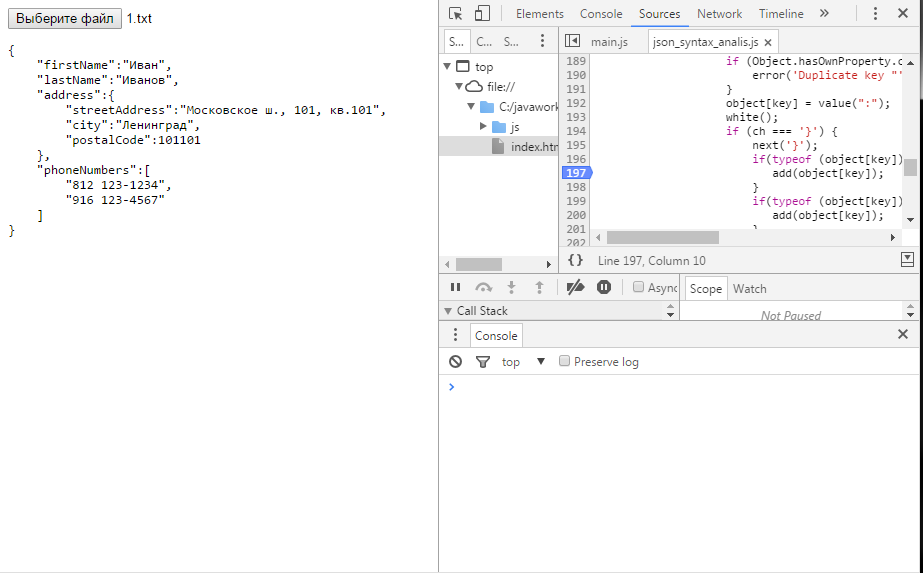 Выберите файл 1.txt
{
    "firstName":"Иван",
    "lastName":"Иванов",
    "address":{
        "streetAddress":"Московское ш., 101, кв.101",
        "city":"Ленинград",
        "postalCode":101101
    },
    "phoneNumbers":[
        "812 123-1234",
        "916 123-4567"
    ]
}
Elements Console Sources Network Timeline »
S... C... S...
top
file://
C:/javawork
js
index.htm
main.js json_syntax_analis.js ×
189 if (Object.hasOwnProperty.c
190 error('Duplicate key "'
191 }
192 object[key] = value(":");
193 white();
194 if (ch === '}') {
195 next('}');
196 if(typeof (object[key])
197 add(object[key]);
198 }
199 if(typeof (object[key])
200 add(object[key]);
201 }
202
{} Line 197, Column 10
Async
Call Stack
Scope Watch
Not Paused
Console
top Preserve log
>